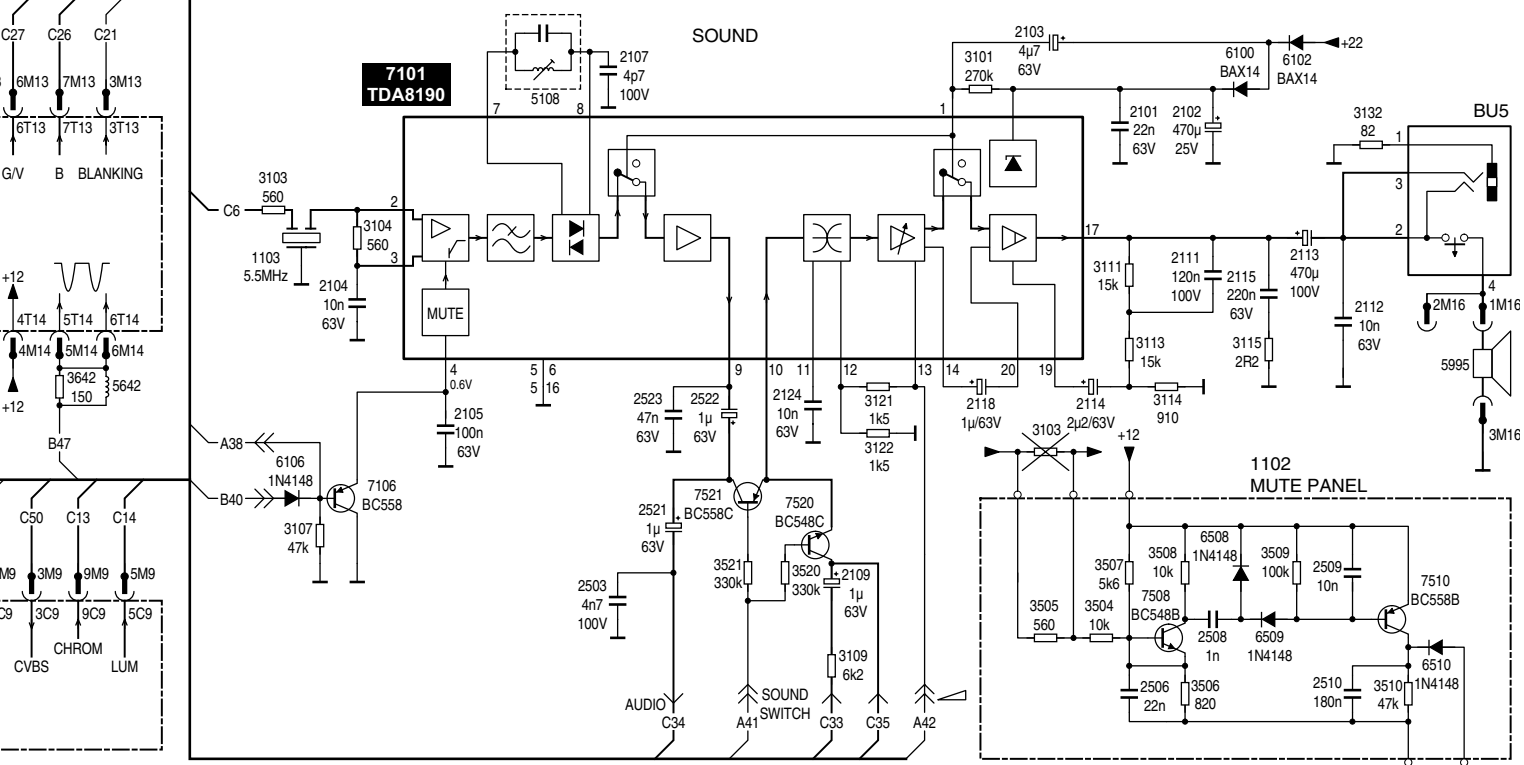 C27
C26
C21
6M13
7M13
3M13
6T13
7T13
3T13
G/V
B
BLANKING
+12
4T14
5T14
6T14
4M14
5M14
6M14
3642
150
5642
+12
B47
C50
C13
C14
M9
3M9
9M9
5M9
C9
3C9
9C9
5C9
CVBS
CHROM
LUM
SOUND
7101
TDA8190
5108
2107
4p7
100V
7
8
1
3101
270k
2103
4µ7
63V
+
6100
BAX14
6102
BAX14
+22
2101
22n
63V
2102
470µ
25V
+
C6
3103
560
1103
5.5MHz
3104
560
2104
10n
63V
2
3
MUTE
4
0.6V
5
6
5
16
9
10
11
12
13
14
20
19
17
2105
100n
63V
A38
B40
6106
1N4148
3107
47k
7106
BC558
2523
47n
63V
2522
1µ
63V
+
2124
10n
63V
3121
1k5
3122
1k5
2118
1µ/63V
+
2114
2µ2/63V
+
3114
910
3111
15k
3113
15k
2111
120n
100V
2115
220n
63V
3115
2R2
2113
470µ
100V
+
2112
10n
63V
3132
82
BU5
1
3
2
4
2M16
1M16
5995
3M16
2521
1µ
63V
+
2503
4n7
100V
7521
BC558C
7520
BC548C
3521
330k
3520
330k
2109
1µ
63V
+
3109
6k2
AUDIO
C34
A41
SOUND
SWITCH
C33
C35
A42
3103
+12
1102
MUTE PANEL
3505
560
3504
10k
3507
5k6
3508
10k
7508
BC548B
6508
1N4148
3509
100k
2509
10n
7510
BC558B
2508
1n
6509
1N4148
2506
22n
3506
820
2510
180n
3510
47k
6510
1N4148